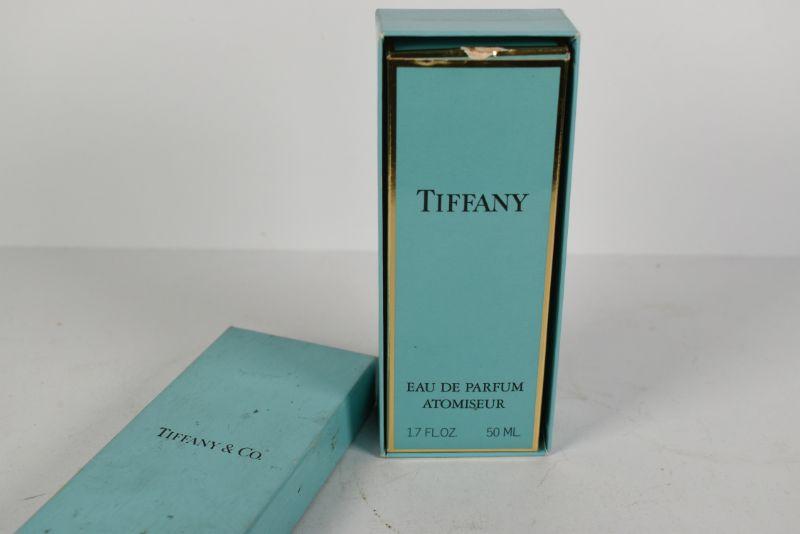 TIFFANY
EAU DE PARFUM
ATOMISEUR
1.7 FL.OZ. 50 ML.
TIFFANY & CO.